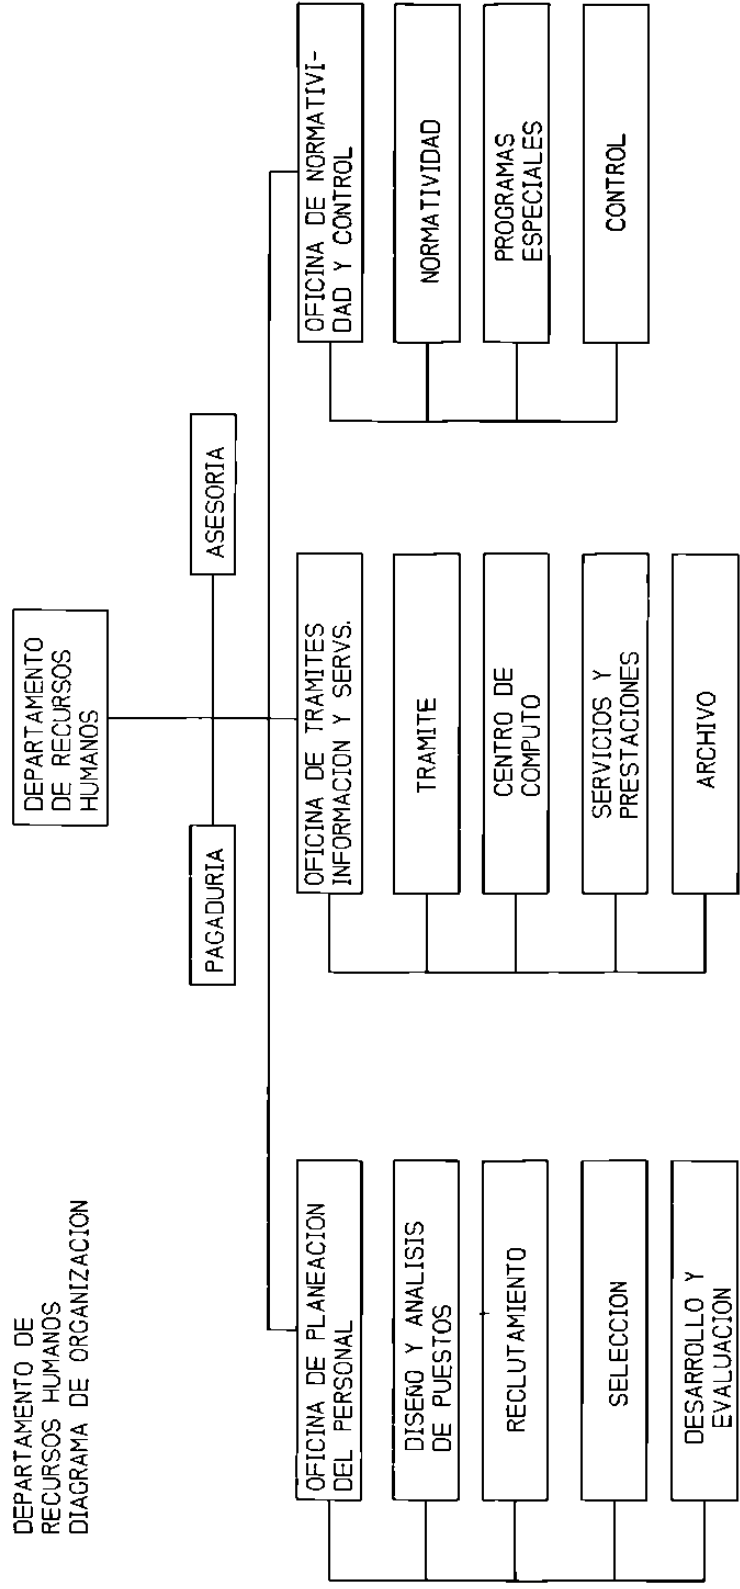 DEPARTAMENTO DE
RECURSOS HUMANOS
DIAGRAMA DE ORGANIZACION
DEPARTAMENTO
DE RECURSOS
HUMANOS
PAGADURIA
ASESORIA
OFICINA DE PLANEACION
DEL PERSONAL
DISEÑO Y ANALISIS
DE PUESTOS
RECLUTAMIENTO
SELECCION
DESARROLLO Y
EVALUACION
OFICINA DE TRAMITES
INFORMACION Y SERVS.
TRAMITE
CENTRO DE
COMPUTO
SERVICIOS Y
PRESTACIONES
ARCHIVO
OFICINA DE NORMATIVI-
DAD Y CONTROL
NORMATIVIDAD
PROGRAMAS
ESPECIALES
CONTROL